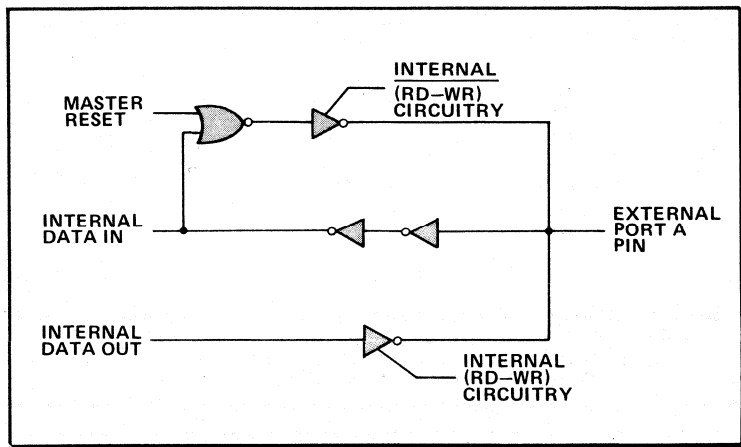 INTERNAL
(RD–WR)
CIRCUITRY
MASTER
RESET
INTERNAL
DATA IN
EXTERNAL
PORT A
PIN
INTERNAL
DATA OUT
INTERNAL
(RD–WR)
CIRCUITRY